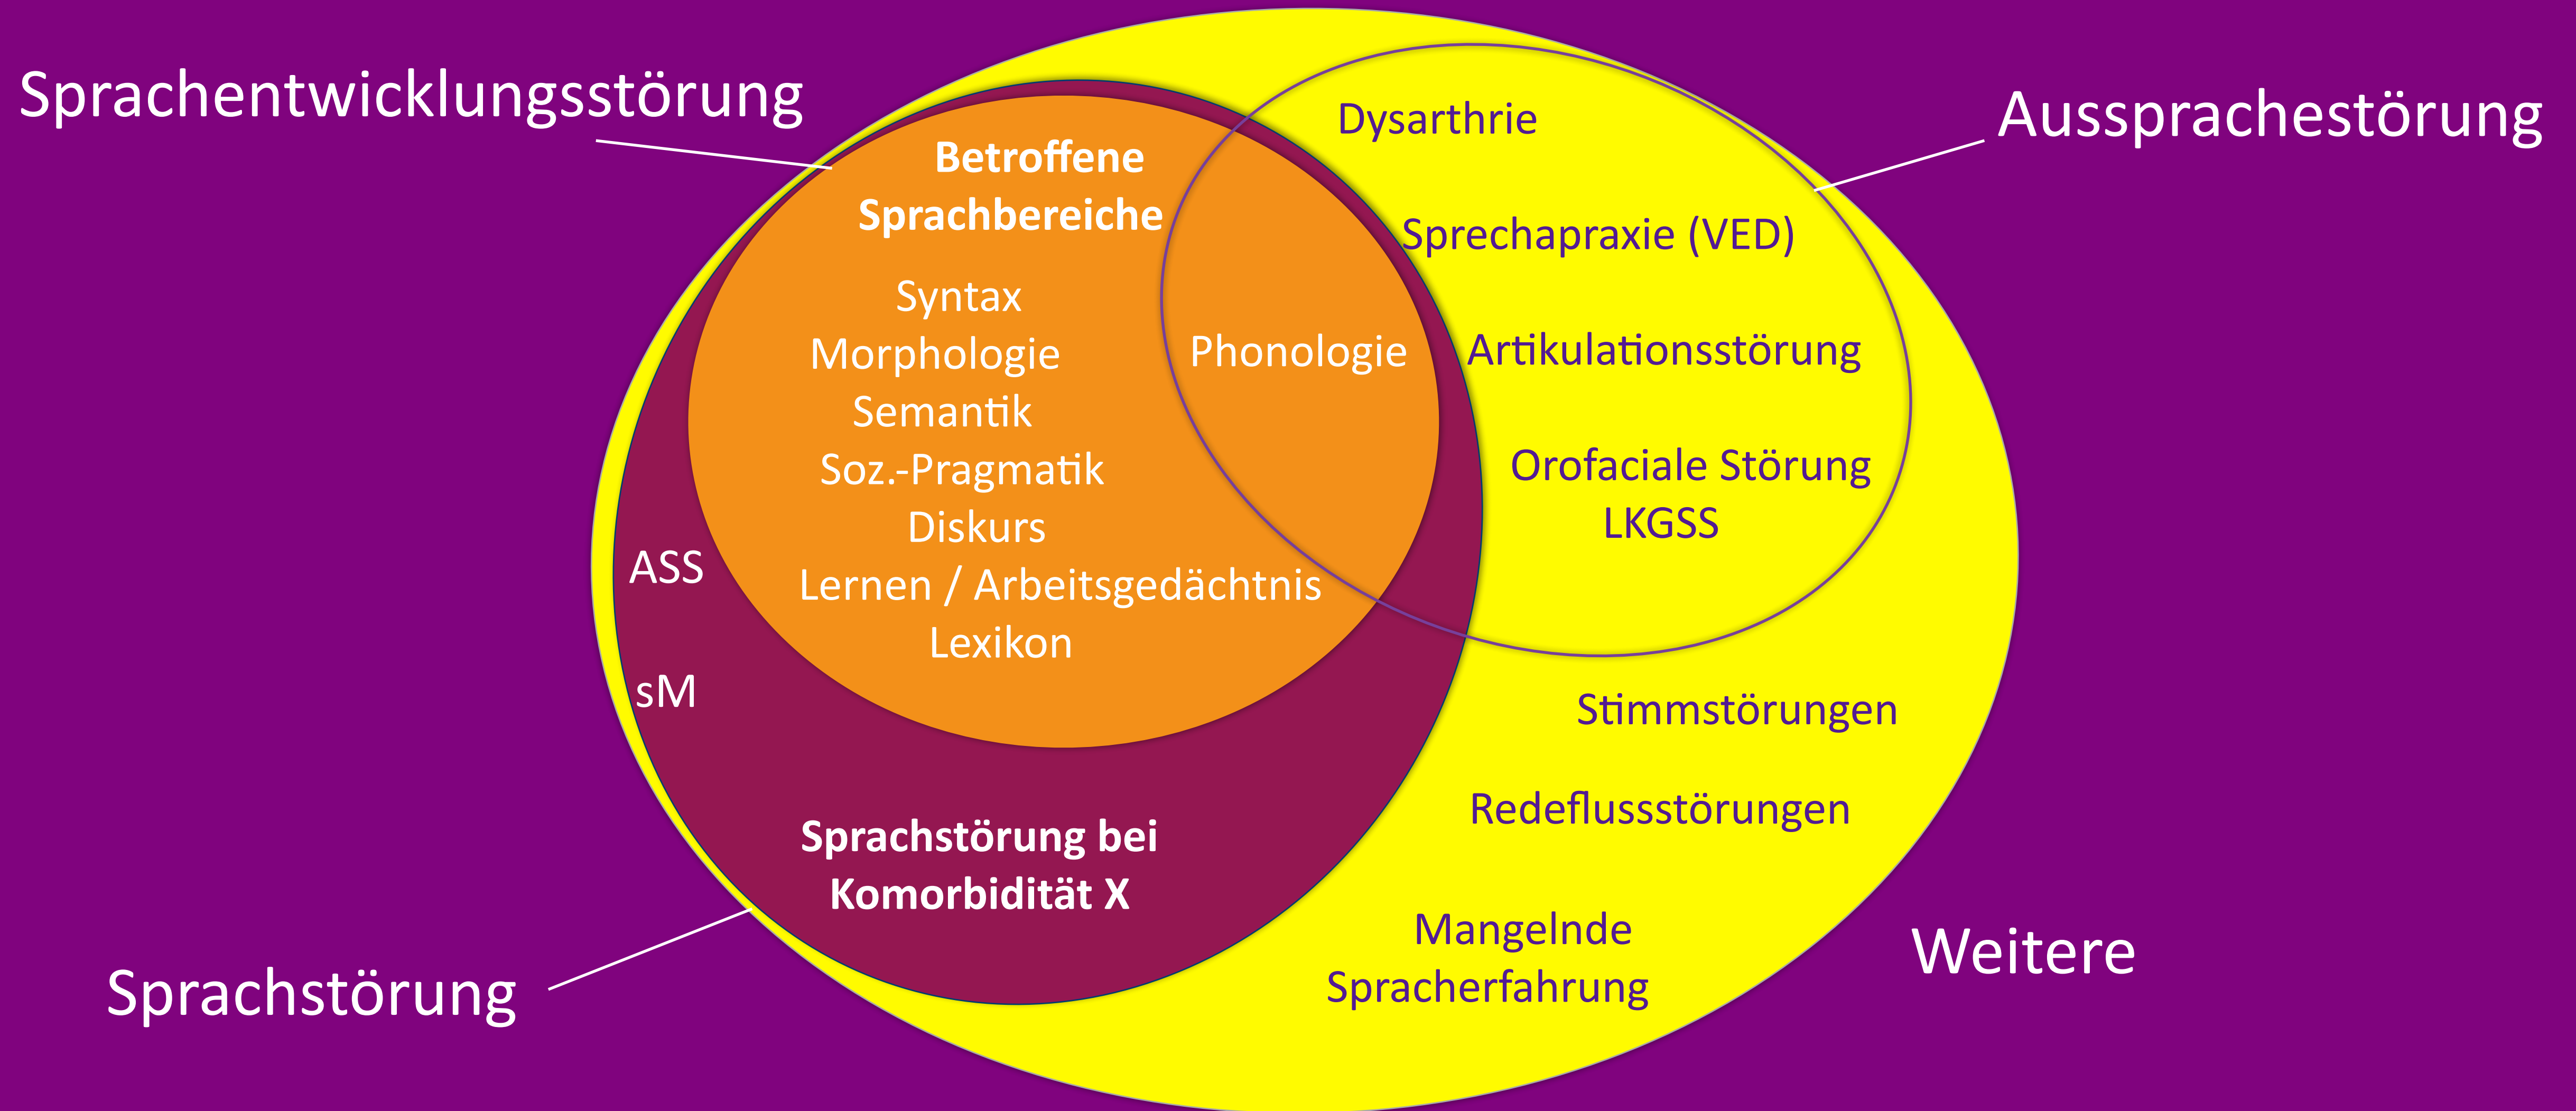 Sprachentwicklungsstörung
Aussprachestörung
Betroffene
Sprachbereiche
Syntax
Morphologie
Semantik
Soz.-Pragmatik
Diskurs
Lernen / Arbeitsgedächtnis
Lexikon
Phonologie
Dysarthrie
Sprechapraxie (VED)
Artikulationsstörung
Orofaciale Störung
LKGSS
ASS
sM
Sprachstörung bei
Komorbidität X
Stimmstörungen
Redeflussstörungen
Mangelnde
Spracherfahrung
Sprachstörung
Weitere